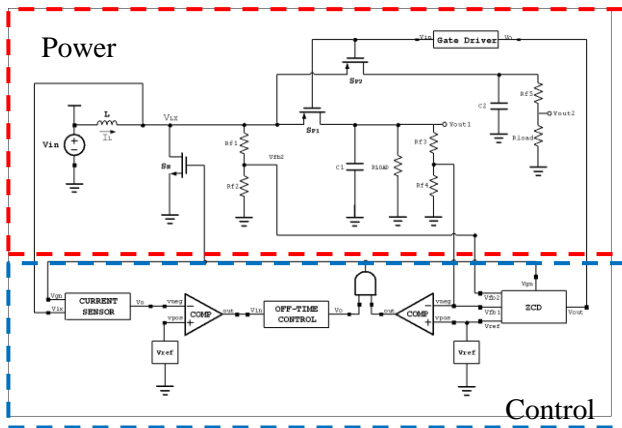 Power
Vin Gate Driver Vo
SP2
L
VLX
IL
SP1
Vout1
C2
Rf5
Vout2
Rload
Vin
SN
Rf1
Vfb2
Rf2
C1
RlOAD
Rf3
Rf4
Vgn
Vgn
CURRENT SENSOR
Vlx
Vo
vneg
COMP
vpos
out
Vin
OFF-TIME CONTROL
Vo
out
COMP
vneg
vpos
Vfb2
Vfb1
Vref
ZCD
Vout
Vref
Vref
Control